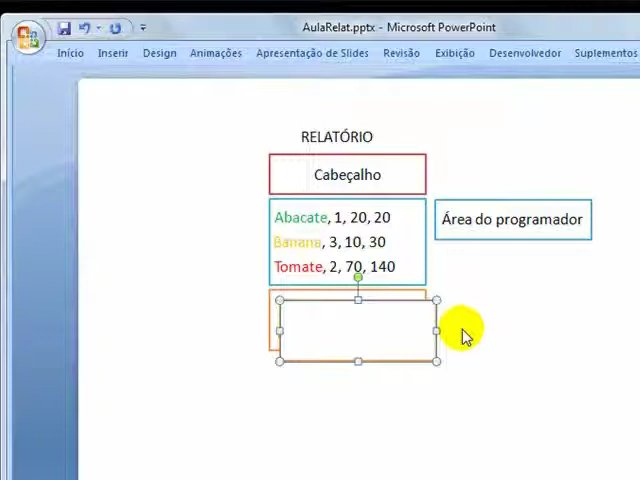 AulaRelat.pptx - Microsoft PowerPoint
Início Inserir Design Animações Apresentação de Slides Revisão Exibição Desenvolvedor Suplementos
RELATÓRIO
Cabeçalho
Abacate, 1, 20, 20
Área do programador
Banana, 3, 10, 30
Tomate, 2, 70, 140